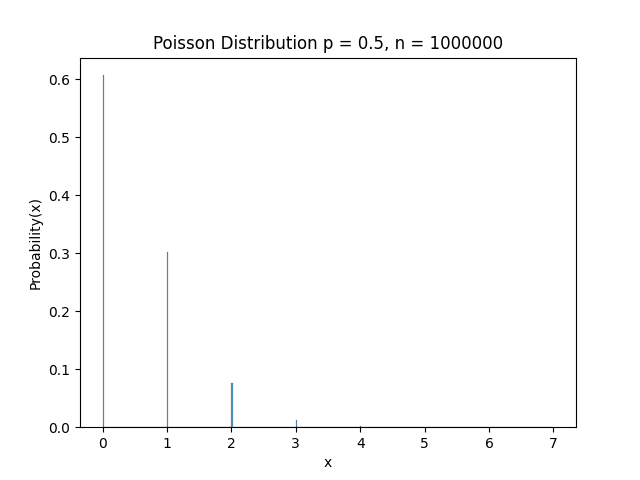 Poisson Distribution p = 0.5, n = 1000000
0.6
0.5
0.4
0.3
0.2
0.1
0.0
Probability(x)
0 1 2 3 4 5 6 7
x